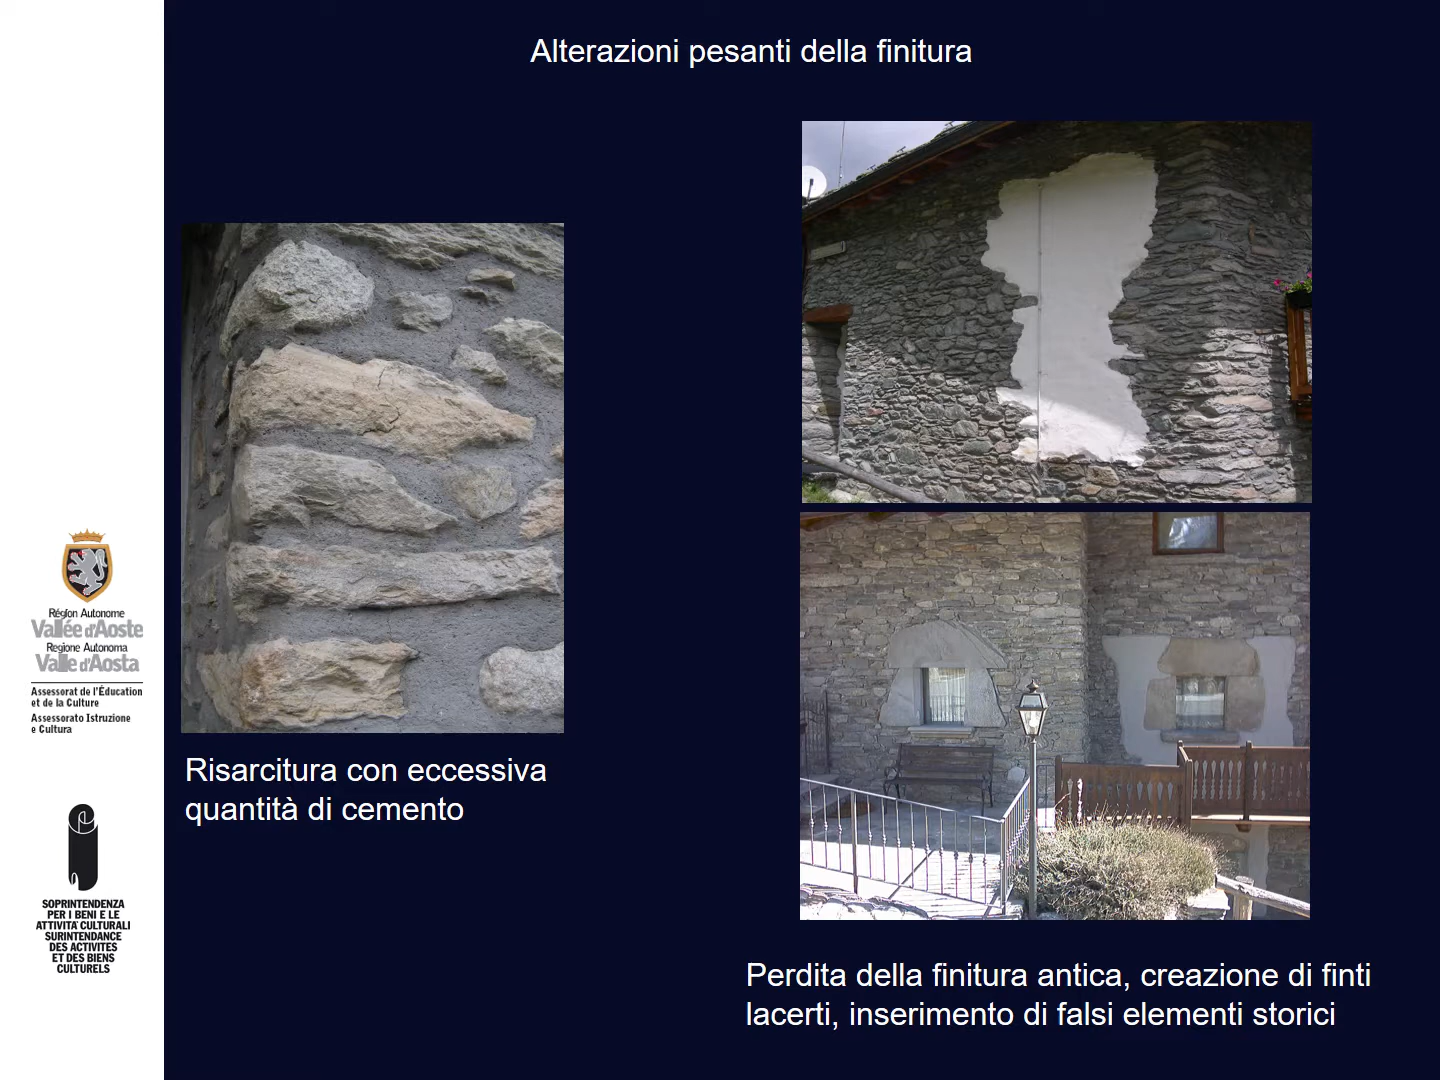 Alterazioni pesanti della finitura
Risarcitura con eccessiva
quantità di cemento
Perdita della finitura antica, creazione di finti
lacerti, inserimento di falsi elementi storici
Région Autonome
Vallée d'Aoste
Regione Autonoma
Valle d'Aosta
Assessorat de l'Éducation
et de la Culture
Assessorato Istruzione
e Cultura
SOPRINTENDENZA
PER I BENI E LE
ATTIVITA' CULTURALI
SURINTENDANCE
DES ACTIVITES
ET DES BIENS
CULTURELS